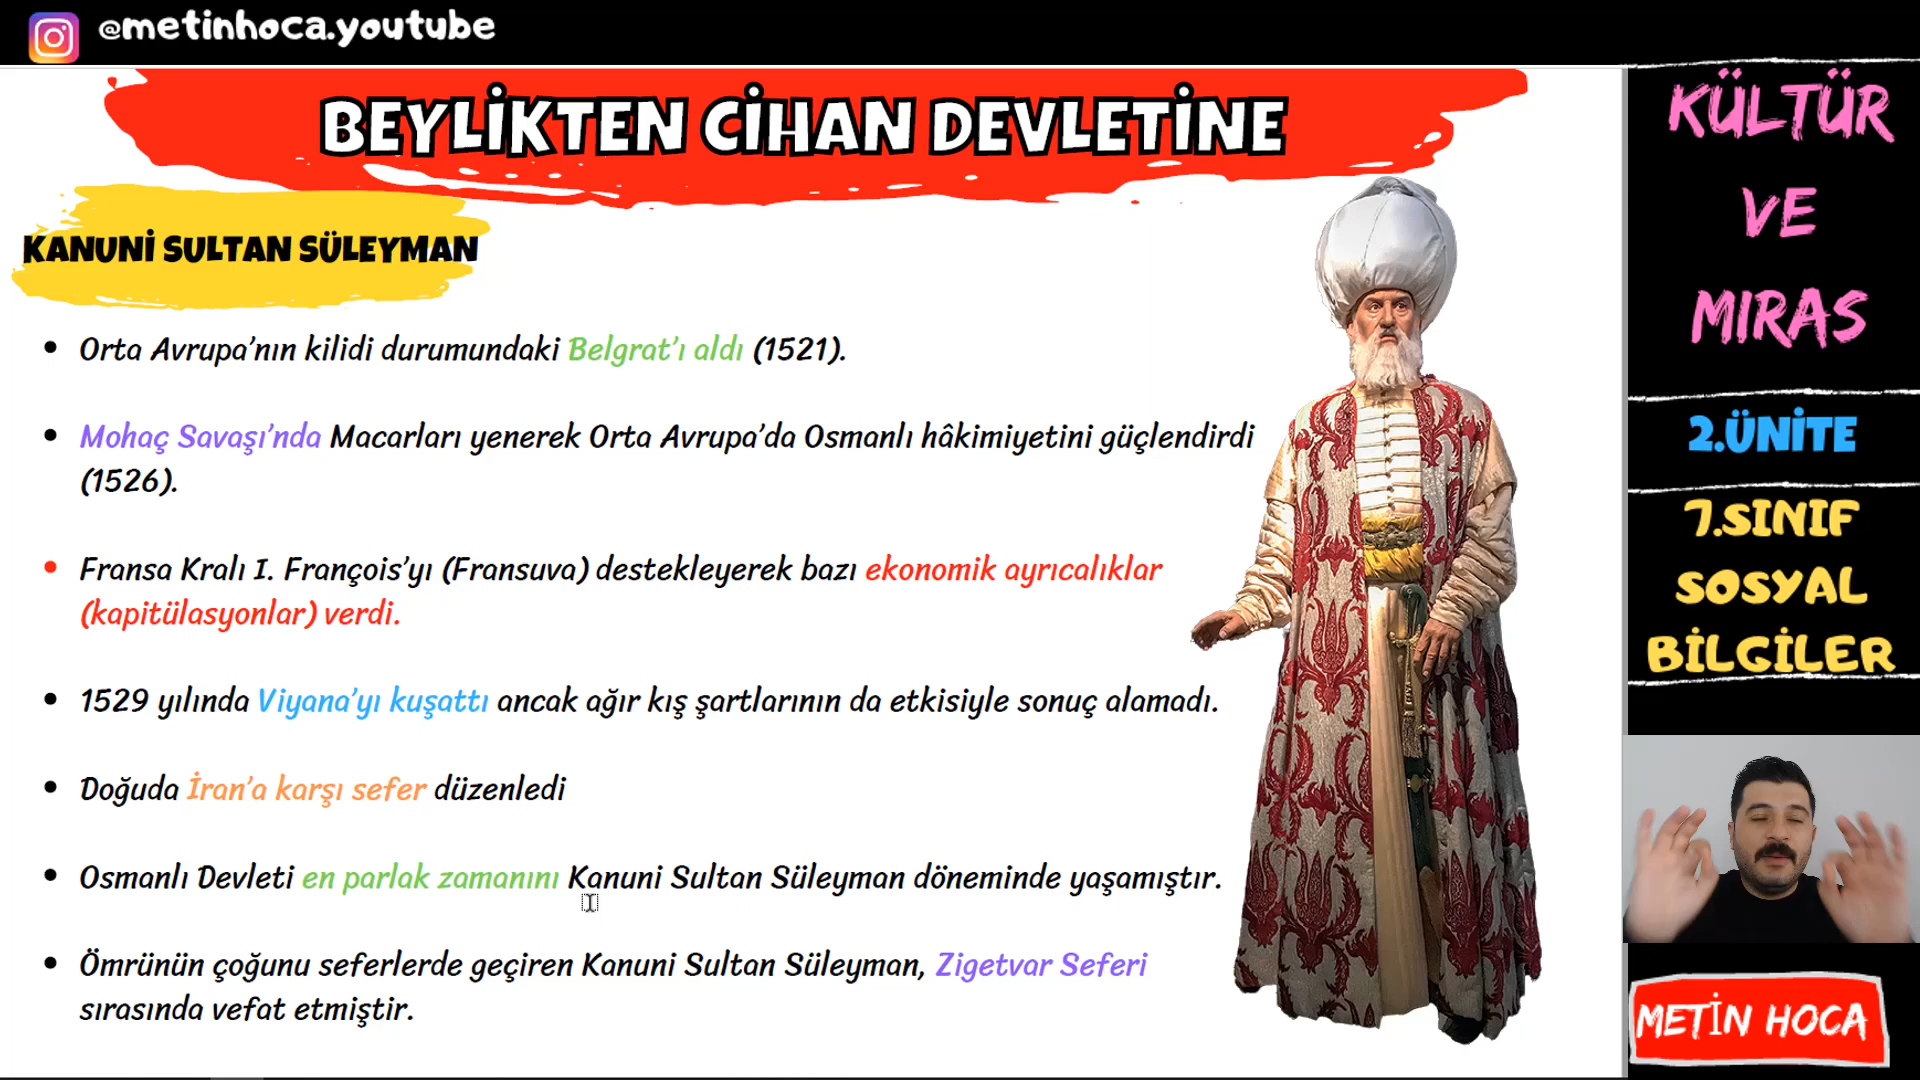 @metinhoca.youtube
BEYLİKTEN CİHAN DEVLETİNE
KANUNİ SULTAN SÜLEYMAN
• Orta Avrupa'nın kilidi durumundaki Belgrat'ı aldı (1521).
• Mohaç Savaşı'nda Macarları yenerek Orta Avrupa'da Osmanlı hâkimiyetini güçlendirdi
(1526).
• Fransa Kralı I. François'yı (Fransuva) destekleyerek bazı ekonomik ayrıcalıklar
(kapitülasyonlar) verdi.
• 1529 yılında Viyana'yı kuşattı ancak ağır kış şartlarının da etkisiyle sonuç alamadı.
• Doğuda İran'a karşı sefer düzenledi
• Osmanlı Devleti en parlak zamanını Kanuni Sultan Süleyman döneminde yaşamıştır.
• Ömrünün çoğunu seferlerde geçiren Kanuni Sultan Süleyman, Zigetvar Seferi
sırasında vefat etmiştir.
KÜLTÜR
VE
MIRAS
2.ÜNİTE
7.SINIF
SOSYAL
BİLGİLER
METİN HOCA